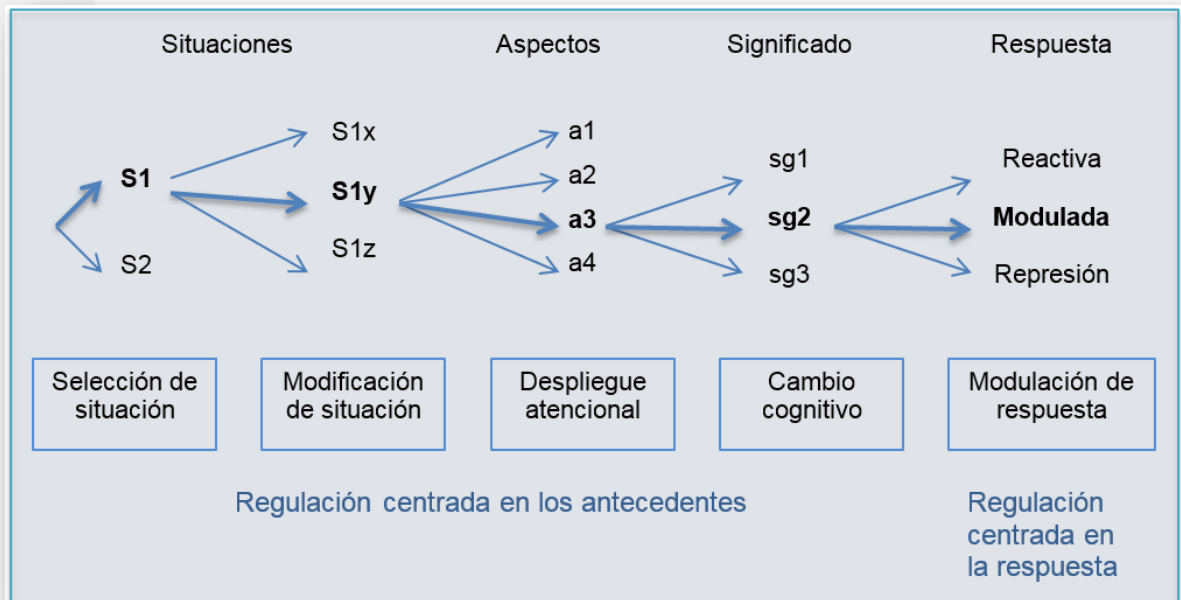 Situaciones
Aspectos
Significado
Respuesta
S1
S2
S1x
S1y
S1z
a1
a2
a3
a4
sg1
sg2
sg3
Reactiva
Modulada
Represión
Selección de
situación
Modificación
de situación
Despliegue
atencional
Cambio
cognitivo
Modulación de
respuesta
Regulación centrada en los antecedentes
Regulación
centrada en
la respuesta